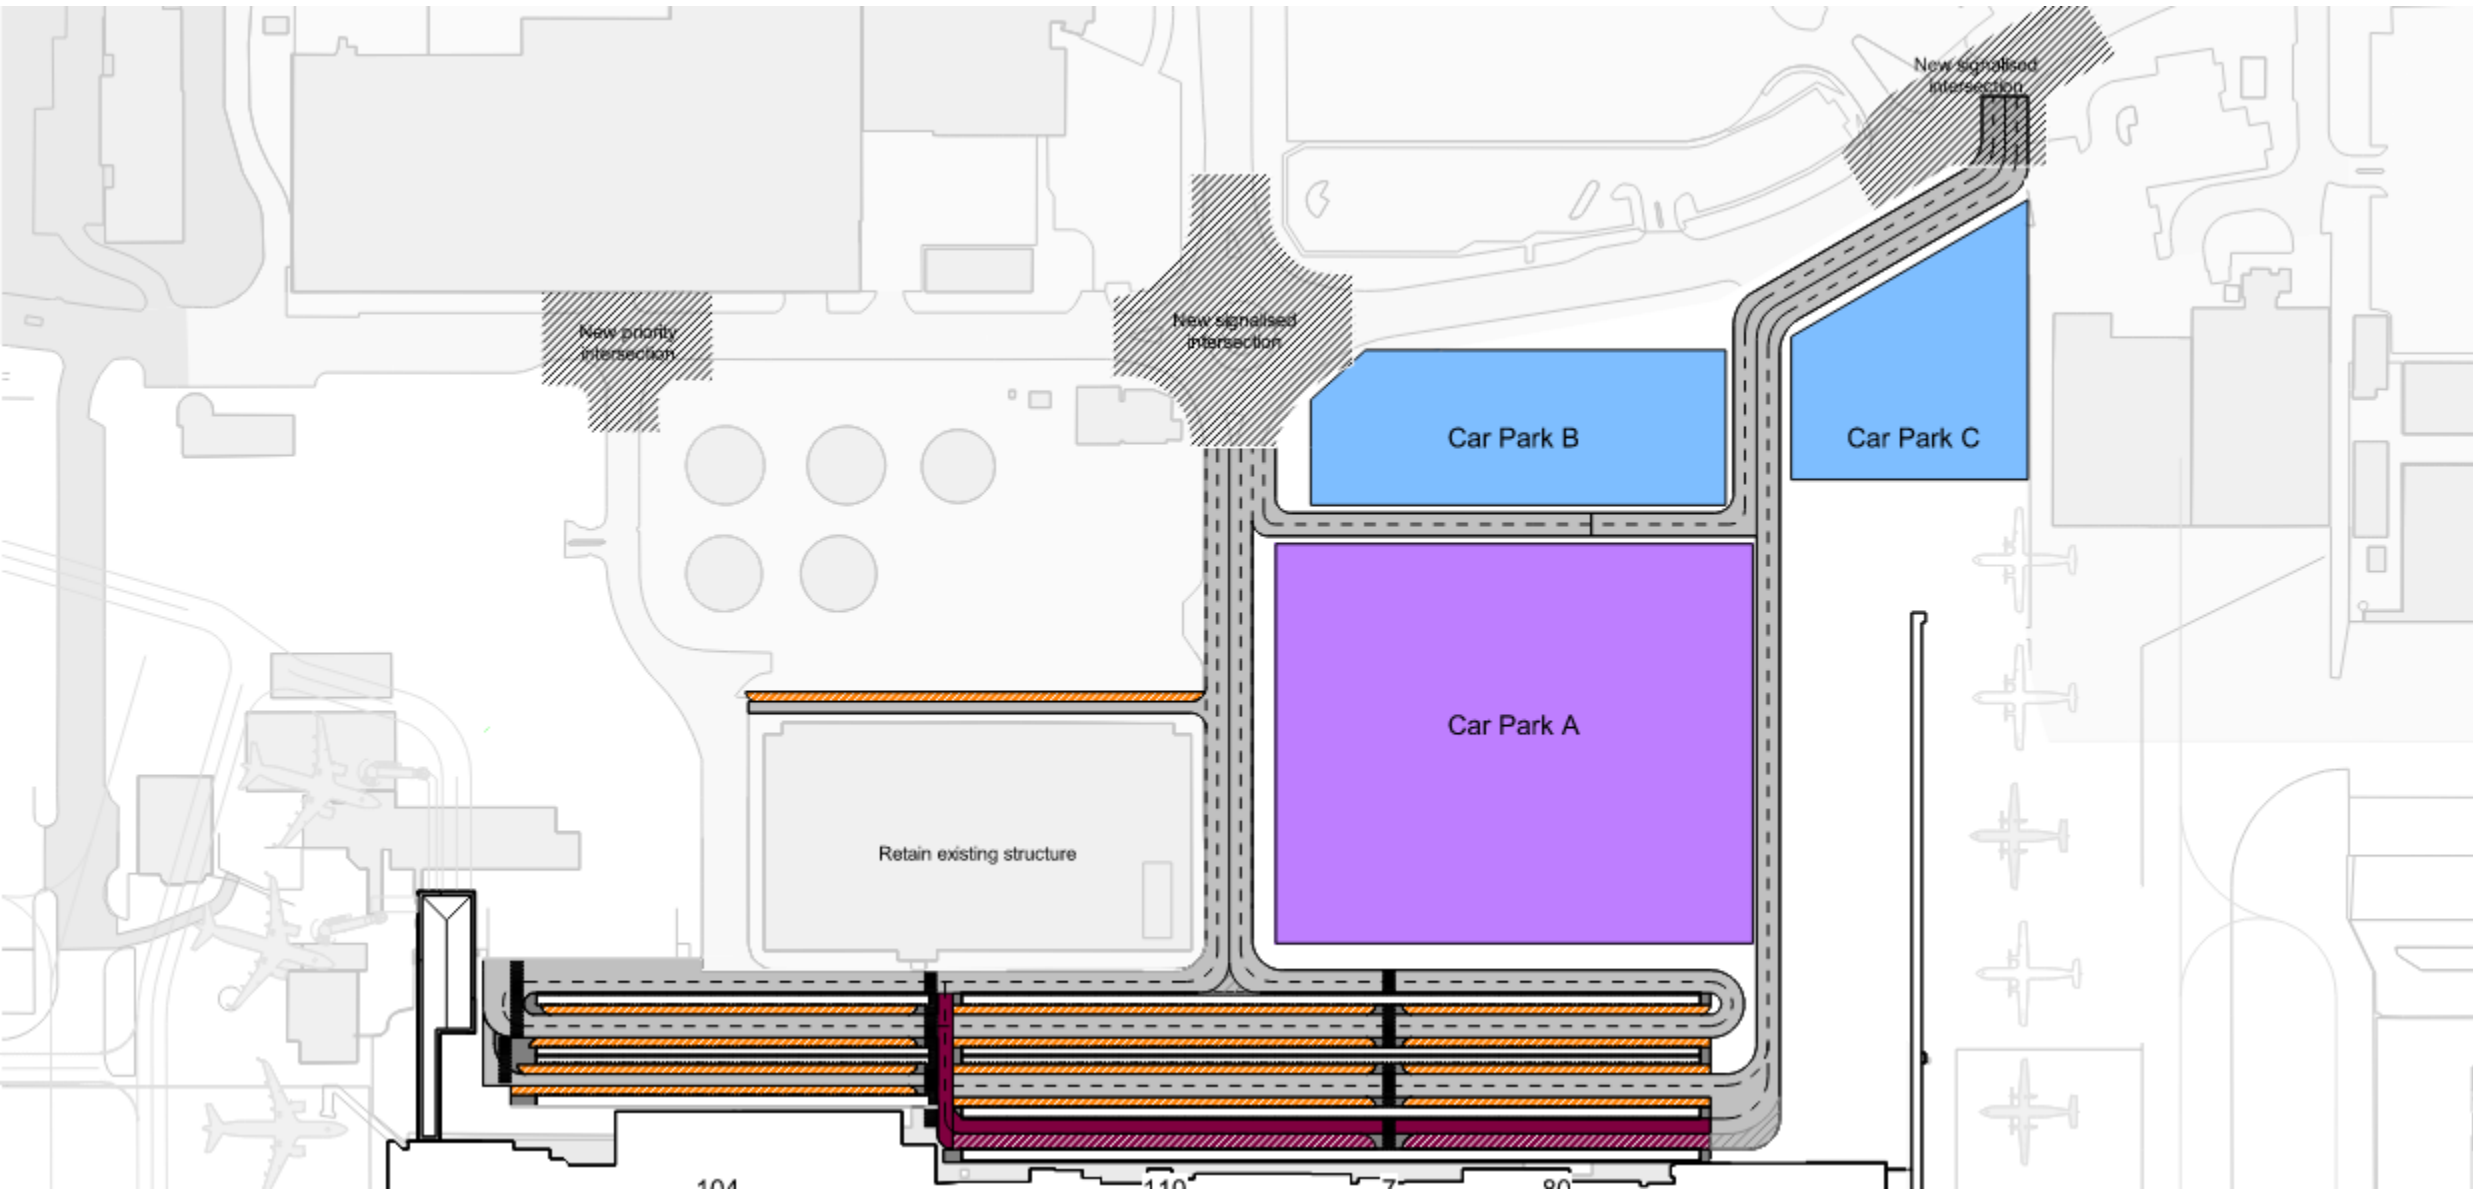 New signalised
intersection
New priority
intersection
New signalised
intersection
Car Park B
Car Park C
Car Park A
Retain existing structure
104
110
7
80